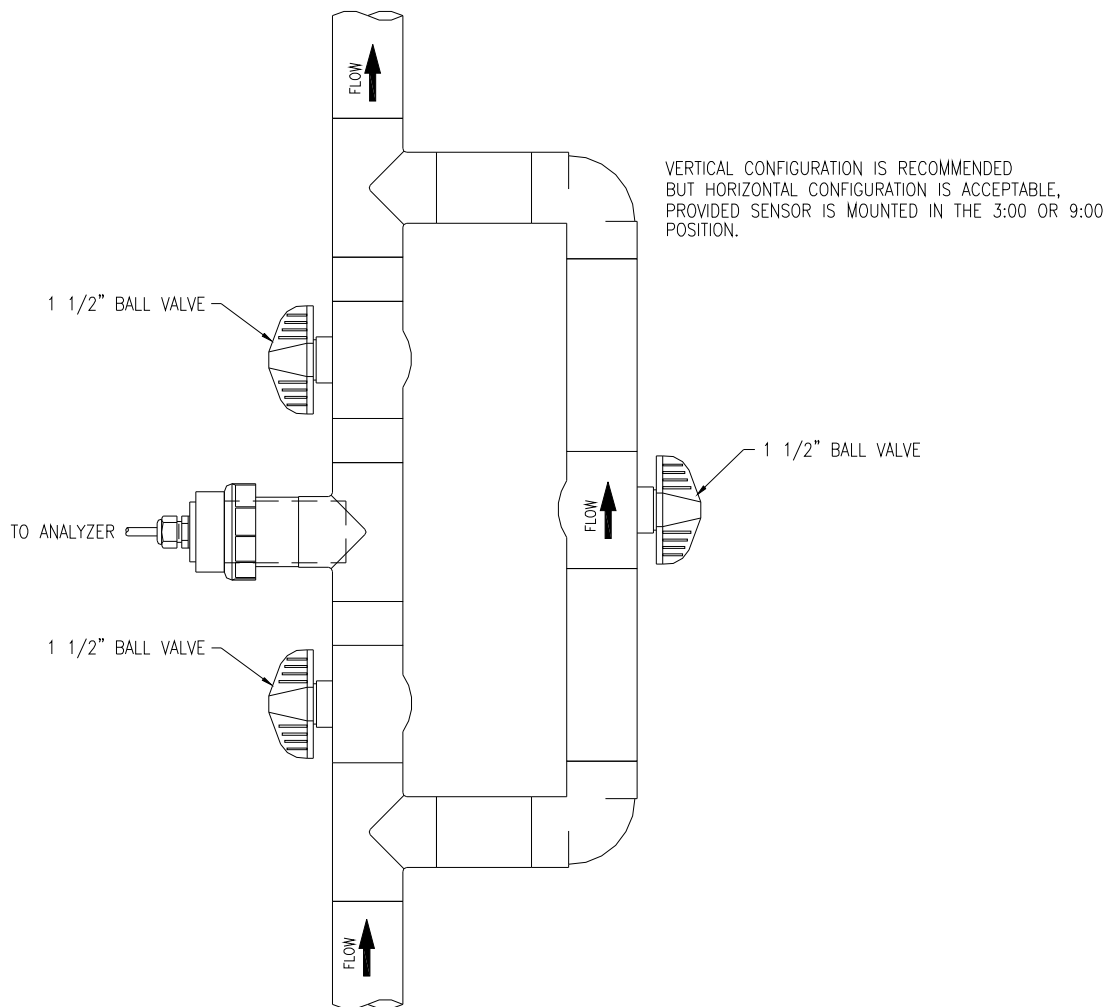 FLOW
VERTICAL CONFIGURATION IS RECOMMENDED
BUT HORIZONTAL CONFIGURATION IS ACCEPTABLE,
PROVIDED SENSOR IS MOUNTED IN THE 3:00 OR 9:00
POSITION.
1 1/2" BALL VALVE
1 1/2" BALL VALVE
FLOW
TO ANALYZER
1 1/2" BALL VALVE
FLOW